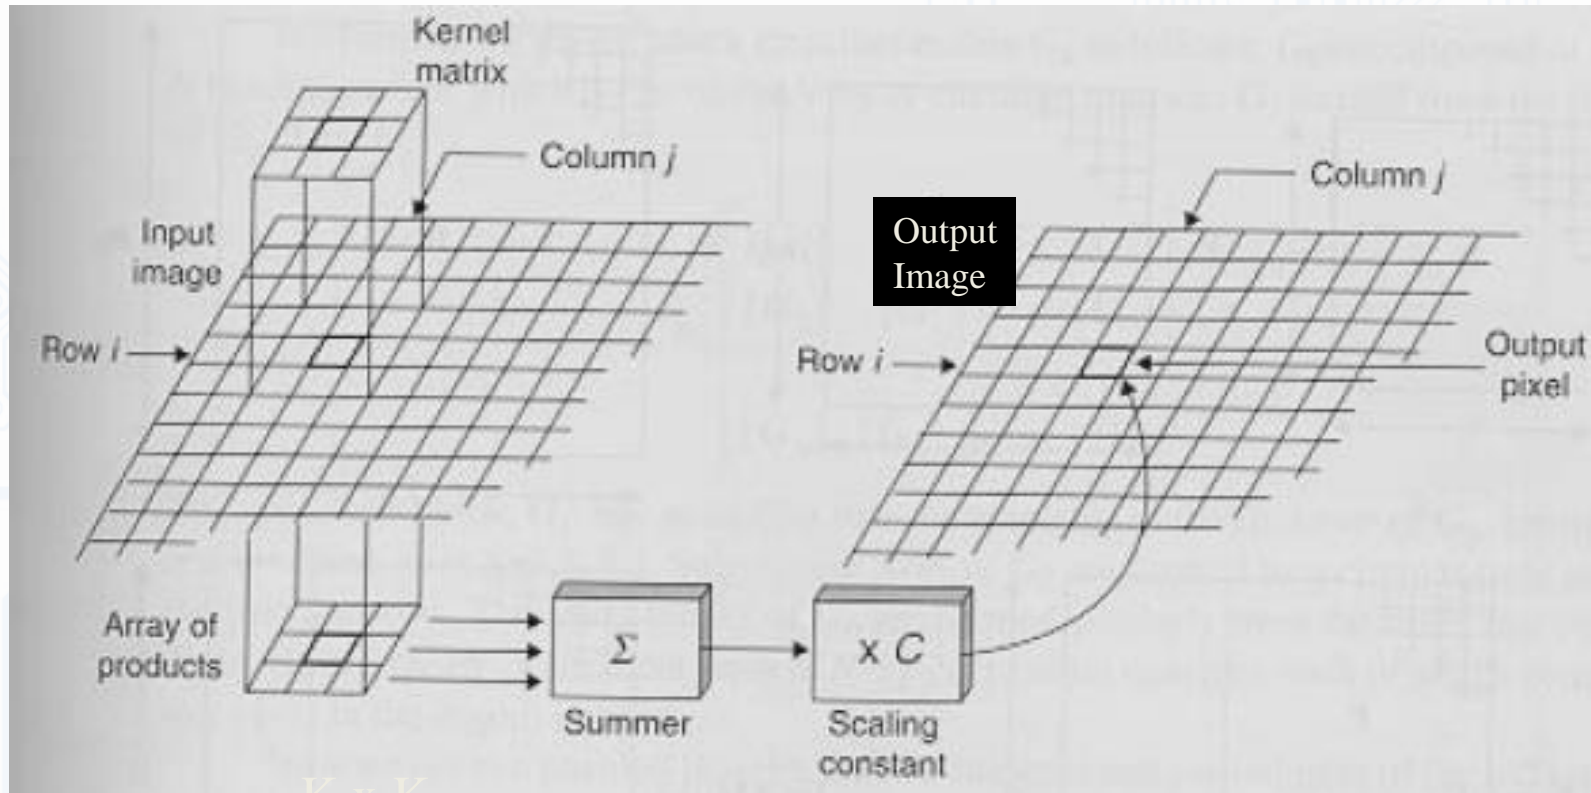 Kernel
matrix
Column j
Input
image
Row i
Output
Image
Column j
Row i
Output
pixel
Array of
products
Σ
x C
Summer
Scaling
constant